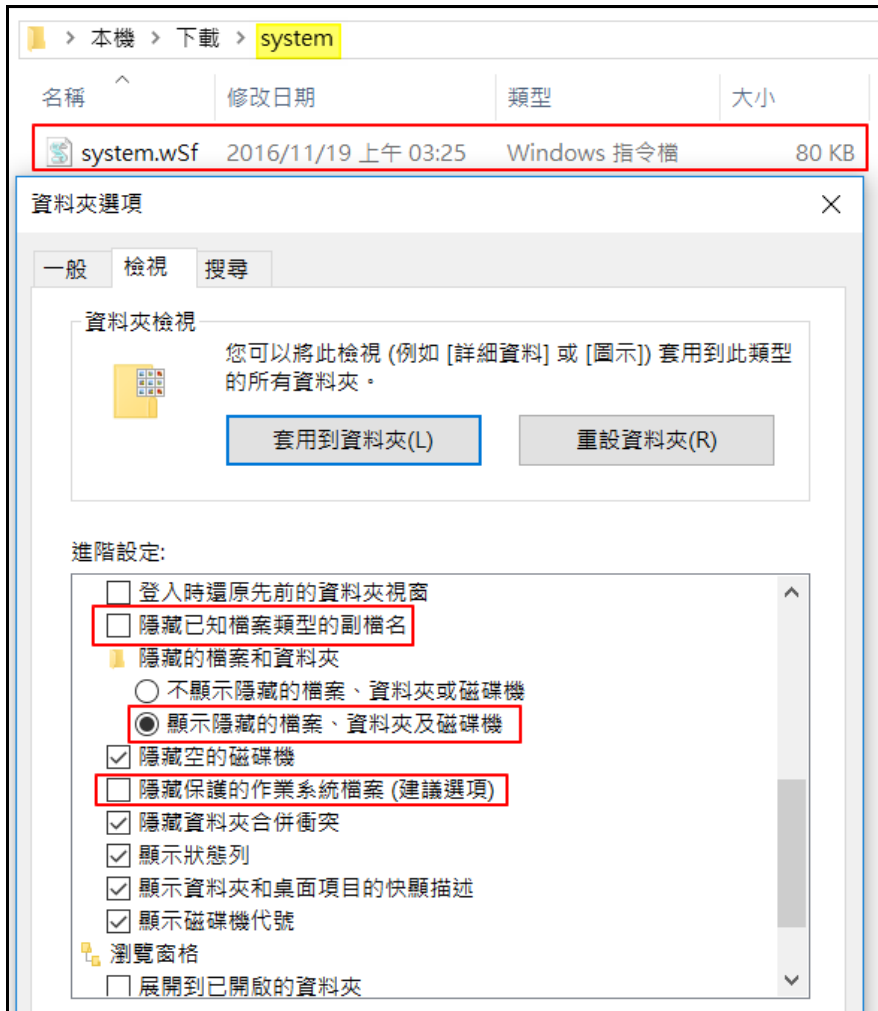 本機 > 下載 > system
名稱 修改日期 類型 大小
system.wSf 2016/11/19 上午 03:25 Windows 指令檔 80 KB
資料夾選項
一般 檢視 搜尋
資料夾檢視
您可以將此檢視 (例如 [詳細資料] 或 [圖示]) 套用到此類型
的所有資料夾。
套用到資料夾(L) 重設資料夾(R)
進階設定:
登入時還原先前的資料夾視窗
隱藏已知檔案類型的副檔名
隱藏的檔案和資料夾
不顯示隱藏的檔案、資料夾或磁碟機
顯示隱藏的檔案、資料夾及磁碟機
隱藏空的磁碟機
隱藏保護的作業系統檔案 (建議選項)
隱藏資料夾合併衝突
顯示狀態列
顯示資料夾和桌面項目的快顯描述
顯示磁碟機代號
瀏覽窗格
展開到已開啟的資料夾